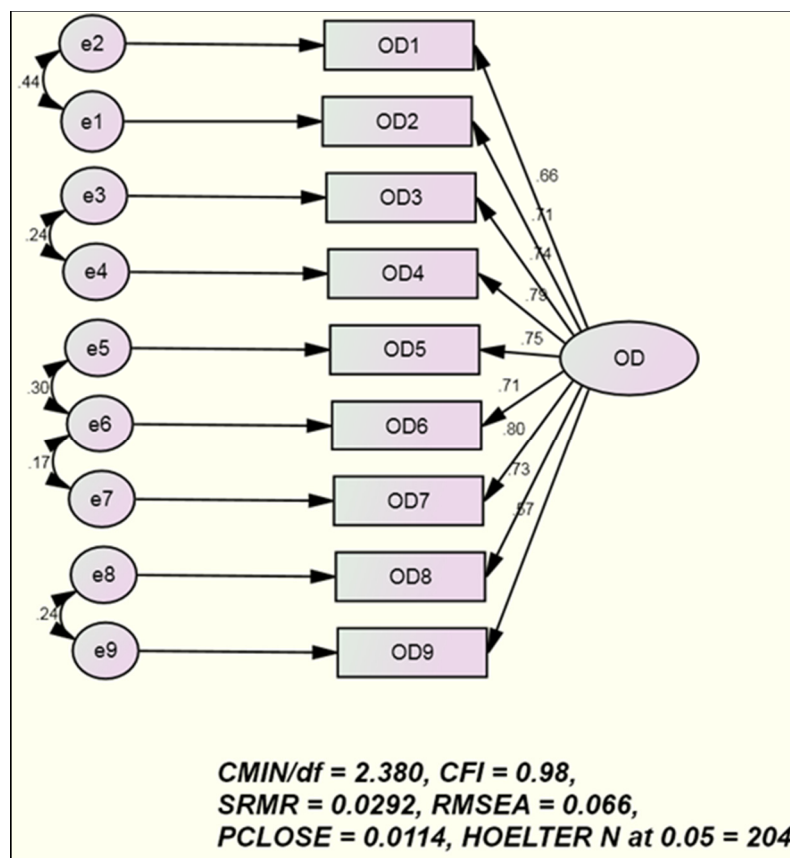 e2
OD1
.44
e1
OD2
e3
OD3
.24
e4
OD4
e5
OD5
.30
e6
OD6
.17
e7
OD7
e8
OD8
.24
e9
OD9
.66
.71
.74
.79
.75
.71
.80
.73
.57
OD
CMIN/df = 2.380, CFI = 0.98,
SRMR = 0.0292, RMSEA = 0.066,
PCLOSE = 0.0114, HOELTER N at 0.05 = 204